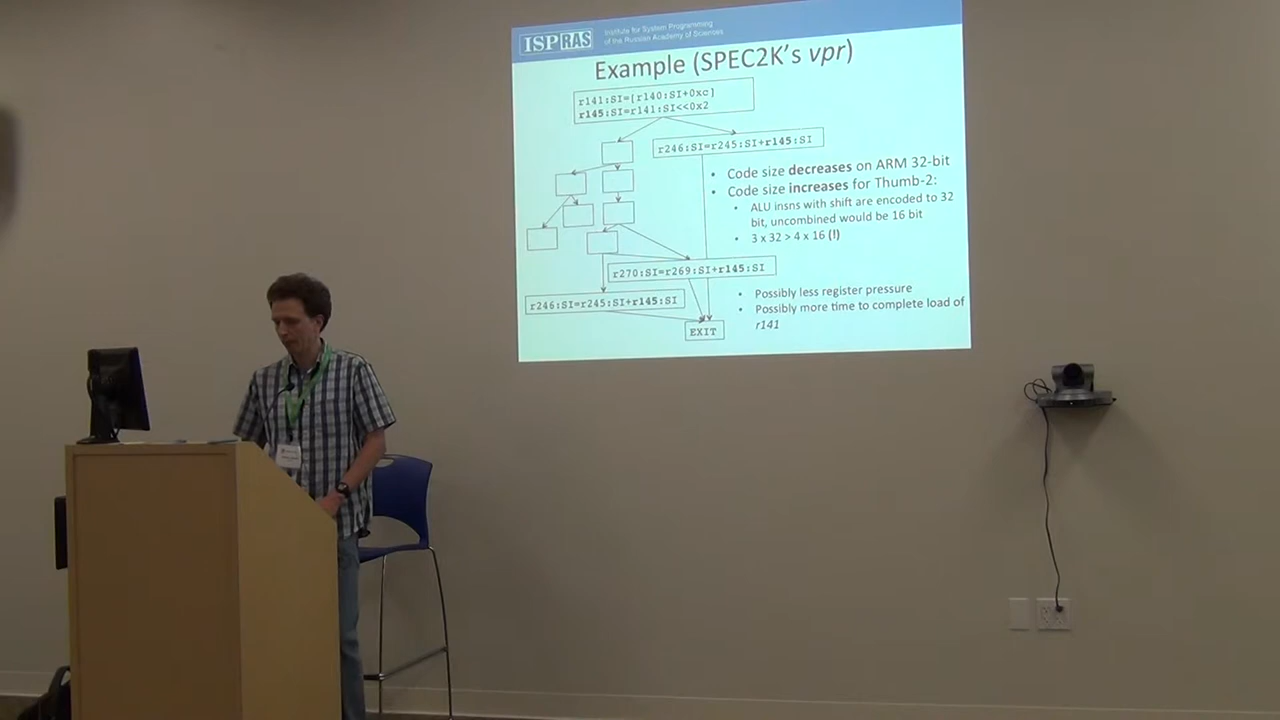 ISPRAS Institute for System Programming
of the Russian Academy of Sciences
Example (SPEC2K's vpr)
r141:SI=[r140:SI+0xc]
r145:SI=r141:SI<<0x2
r246:SI=r245:SI+r145:SI
• Code size decreases on ARM 32-bit
• Code size increases for Thumb-2:
• ALU insns with shift are encoded to 32
bit, uncombined would be 16 bit
• 3 x 32 > 4 x 16 (!)
r270:SI=r269:SI+r145:SI
• Possibly less register pressure
• Possibly more time to complete load of
r141
r246:SI=r245:SI+r145:SI
EXIT